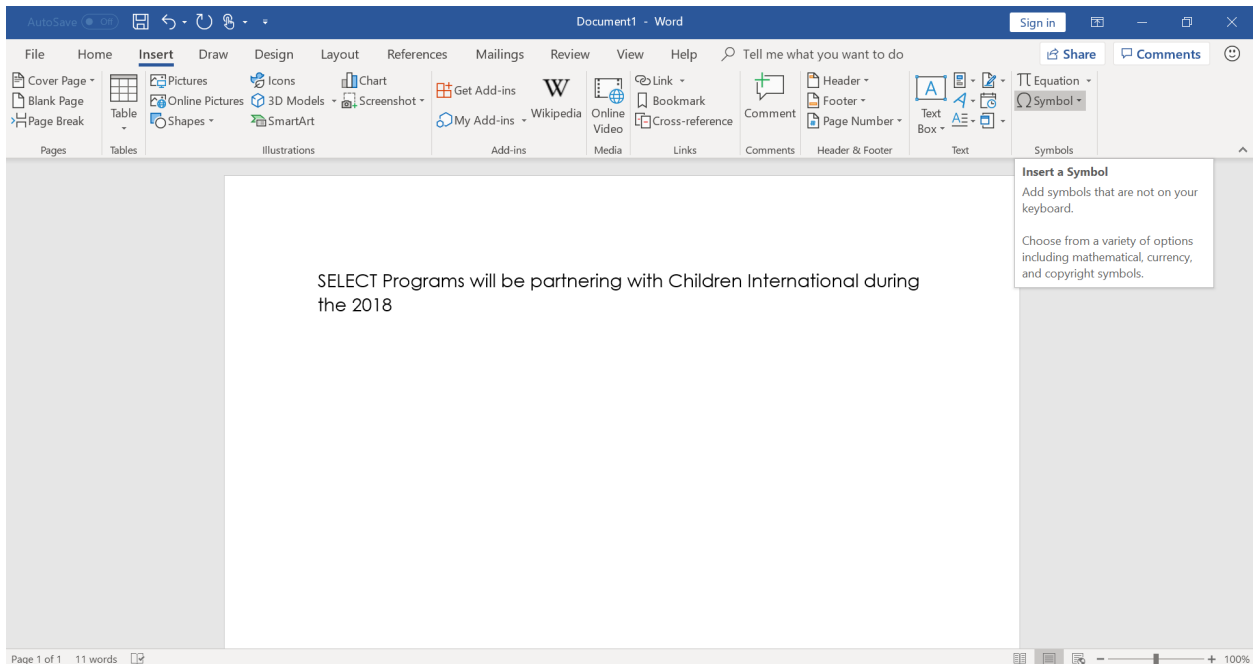 AutoSave Off Document1 - Word Sign in
File Home Insert Draw Design Layout References Mailings Review View Help Tell me what you want to do Share Comments
Cover Page
Blank Page
Page Break
Pages
Table
Tables
Pictures
Online Pictures
Shapes
Icons
3D Models
SmartArt
Chart
Screenshot
Illustrations
Get Add-ins
My Add-ins
W
Wikipedia
Add-ins
Online
Video
Media
Link
Bookmark
Cross-reference
Links
Comment
Comments
Header
Footer
Page Number
Header & Footer
A
Text
Box
Text
Equation
Symbol
Symbols
Insert a Symbol
Add symbols that are not on your
keyboard.
Choose from a variety of options
including mathematical, currency,
and copyright symbols.
SELECT Programs will be partnering with Children International during
the 2018
Page 1 of 1 11 words 100%